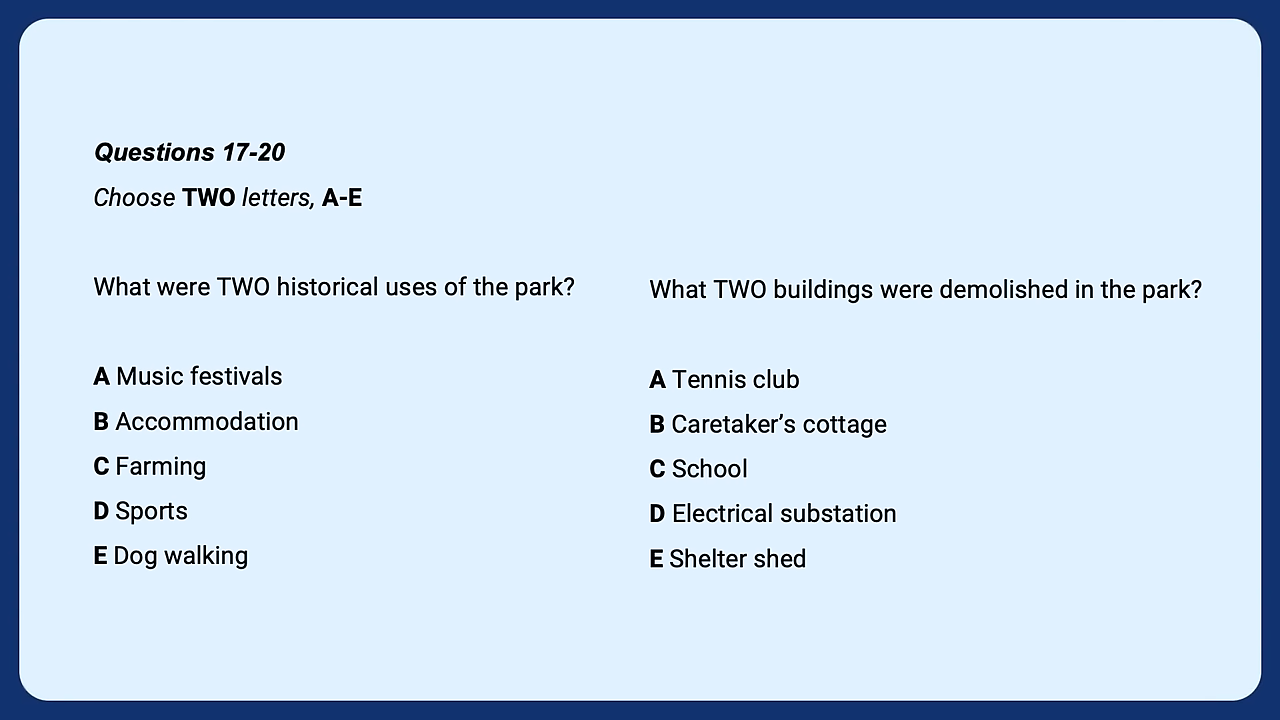 Questions 17-20
Choose TWO letters, A-E
What were TWO historical uses of the park?
A Music festivals
B Accommodation
C Farming
D Sports
E Dog walking
What TWO buildings were demolished in the park?
A Tennis club
B Caretaker’s cottage
C School
D Electrical substation
E Shelter shed